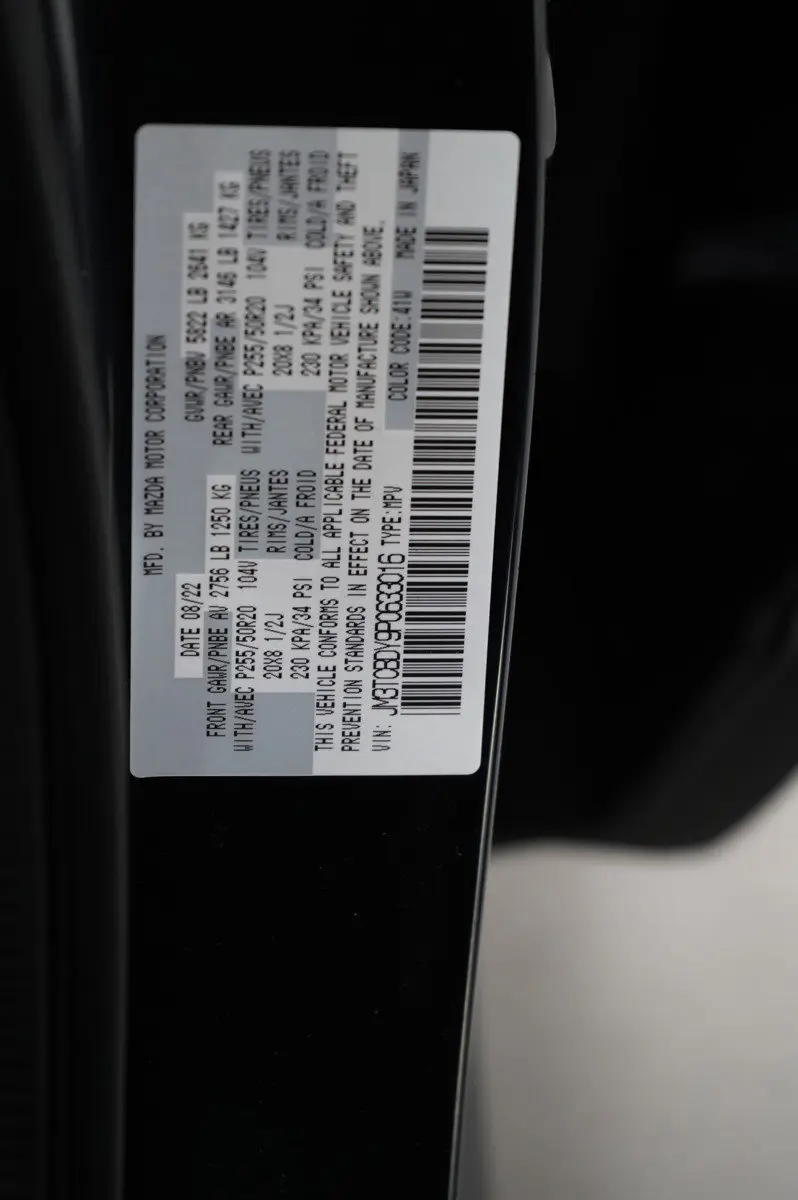 MFD. BY MAZDA MOTOR CORPORATION
DATE 08/22 GVWR/PNBV 5822 LB 2641 KG
FRONT GAWR/PNBE AV 2756 LB 1250 KG REAR GAWR/PNBE AR 3146 LB 1427 KG
WITH/AVEC P255/50R20 104V TIRES/PNEUS WITH/AVEC P255/50R20 104V TIRES/PNEUS
20X8 1/2J RIMS/JANTES 20X8 1/2J RIMS/JANTES
230 KPA/34 PSI COLD/A FROID 230 KPA/34 PSI COLD/A FROID
THIS VEHICLE CONFORMS TO ALL APPLICABLE FEDERAL MOTOR VEHICLE SAFETY AND THEFT
PREVENTION STANDARDS IN EFFECT ON THE DATE OF MANUFACTURE SHOWN ABOVE.
VIN: JM3TCBDY9P0633016 TYPE:MPV COLOR CODE:41W MADE IN JAPAN